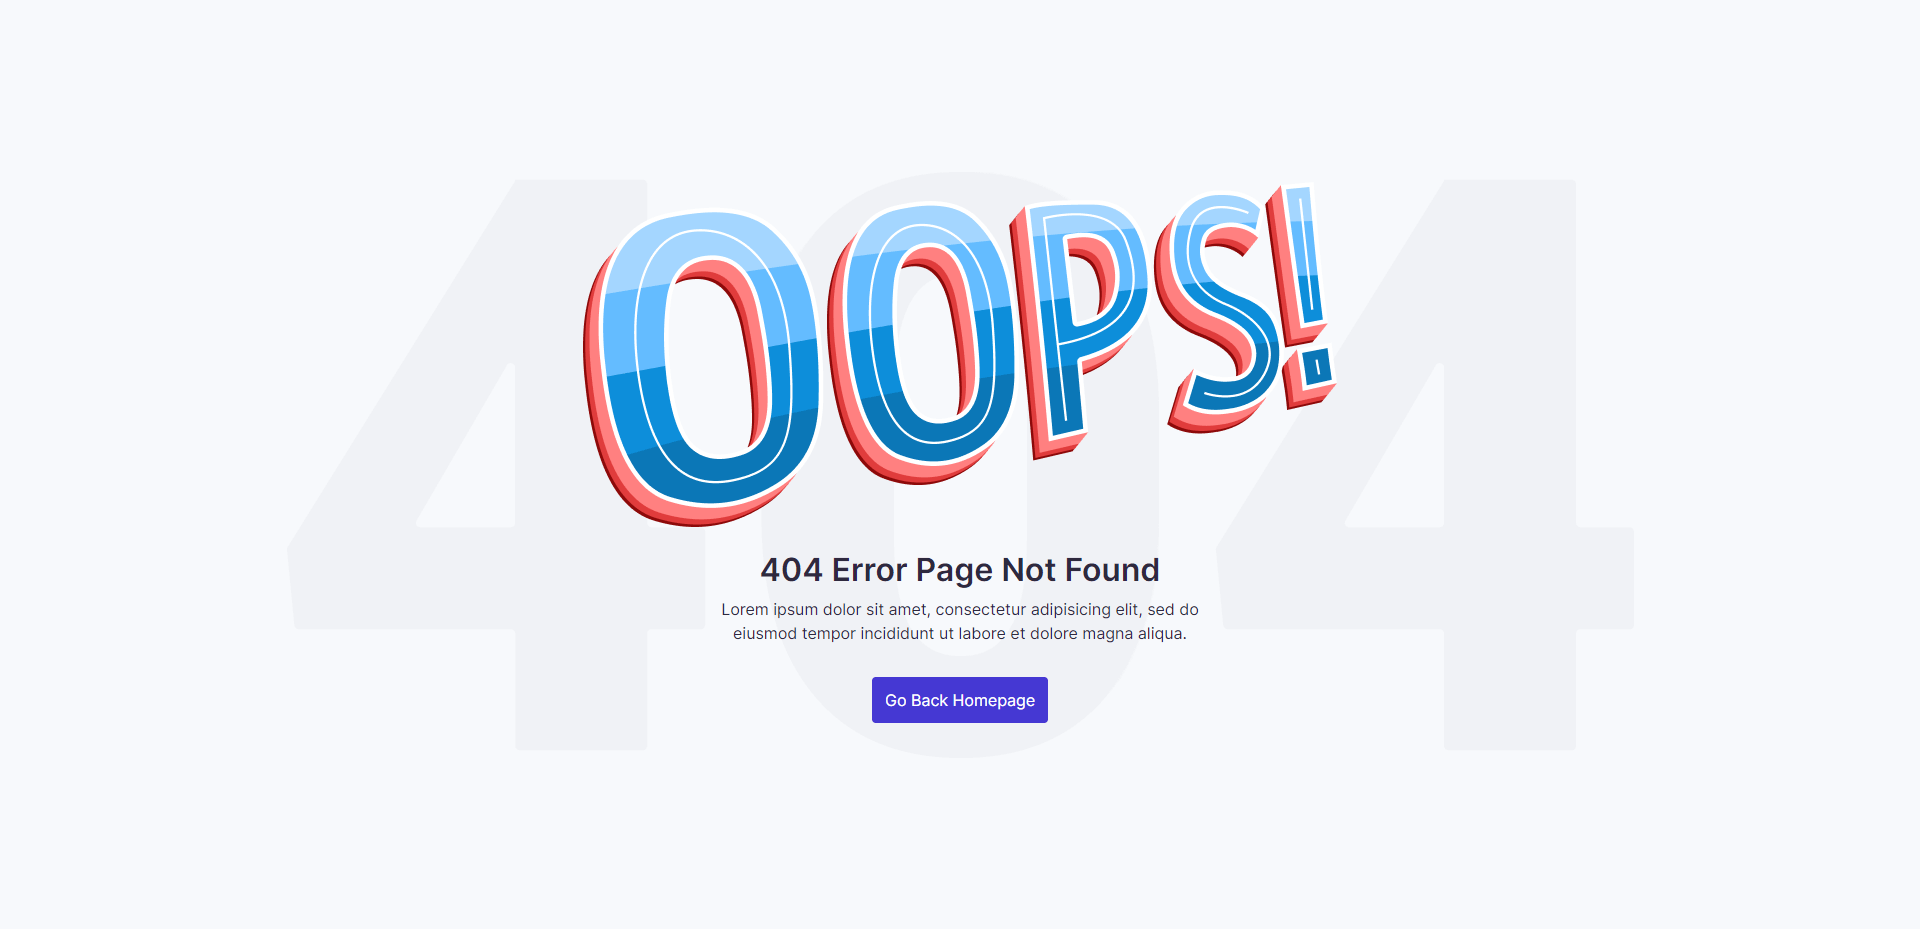 404
OOPS!
404 Error Page Not Found
Lorem ipsum dolor sit amet, consectetur adipisicing elit, sed do
eiusmod tempor incididunt ut labore et dolore magna aliqua.
Go Back Homepage